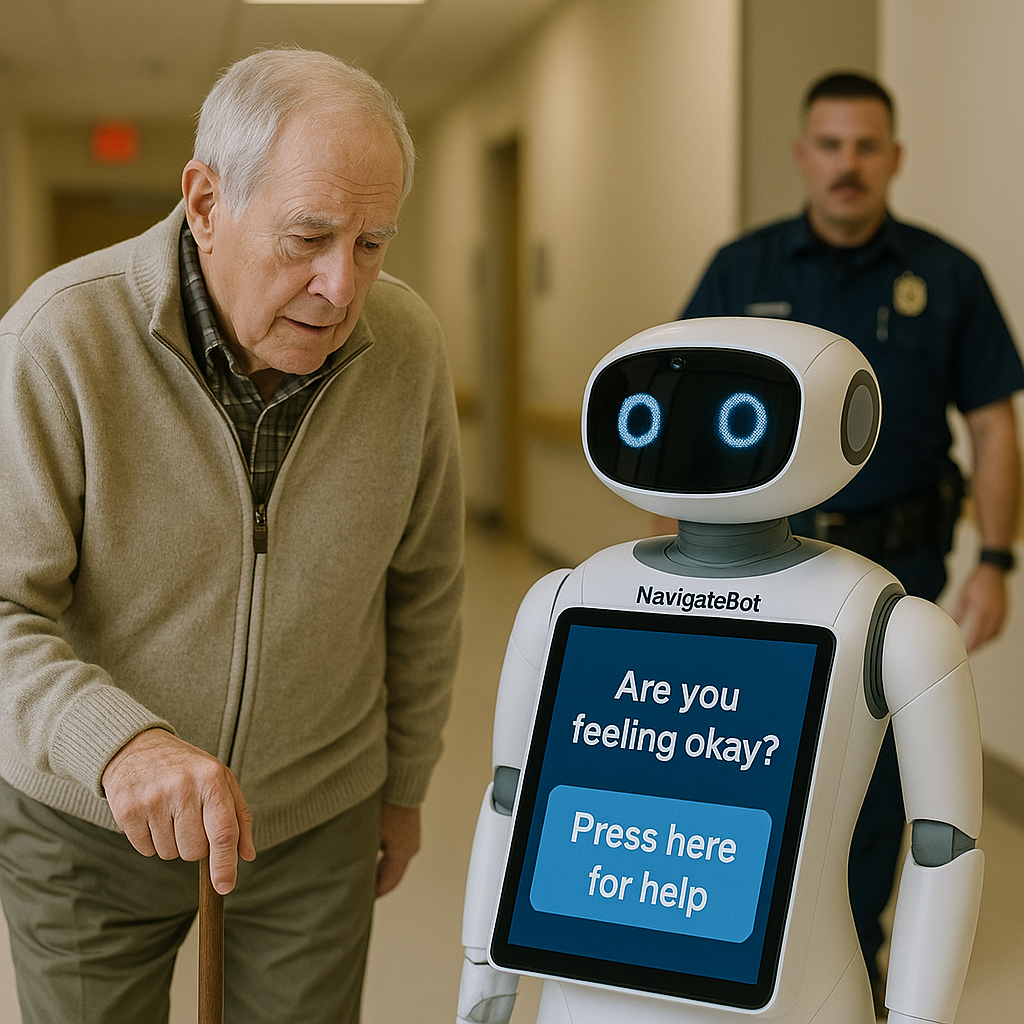 NavigateBot
Are you
feeling okay?
Press here
for help